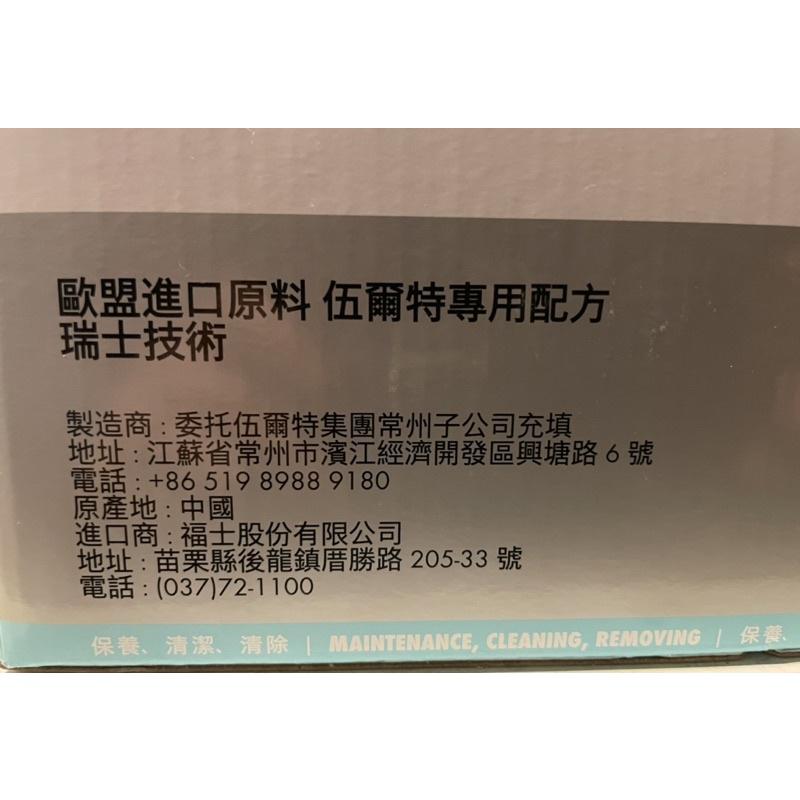 歐盟進口原料 伍爾特專用配方
瑞士技術
製造商 : 委托伍爾特集團常州子公司充填
地址 : 江蘇省常州市濱江經濟開發區興塘路 6 號
電話 : +86 519 8988 9180
原產地 : 中國
進口商 : 福士股份有限公司
地址 : 苗栗縣後龍鎮厝勝路 205-33 號
電話 : (037)72-1100
保養、清潔、清除 | MAINTENANCE, CLEANING, REMOVING | 保養、